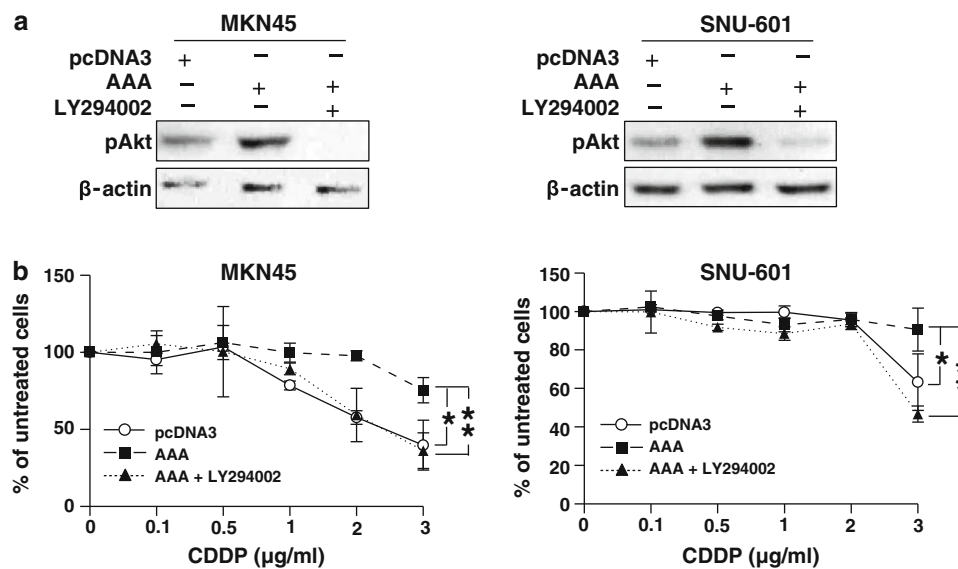 a
MKN45
pcDNA3 + – –
AAA – + +
LY294002 – – +
pAkt
β-actin
SNU-601
pcDNA3 + – –
AAA – + +
LY294002 – – +
pAkt
β-actin
b
MKN45
% of untreated cells
150
100
50
0
pcDNA3
AAA
AAA + LY294002
*
**
0 0.1 0.5 1 2 3
CDDP (µg/ml)
SNU-601
% of untreated cells
150
100
80
60
40
100
0
pcDNA3
AAA
AAA + LY294002
*
0 0.1 0.5 1 2 3
CDDP (µg/ml)